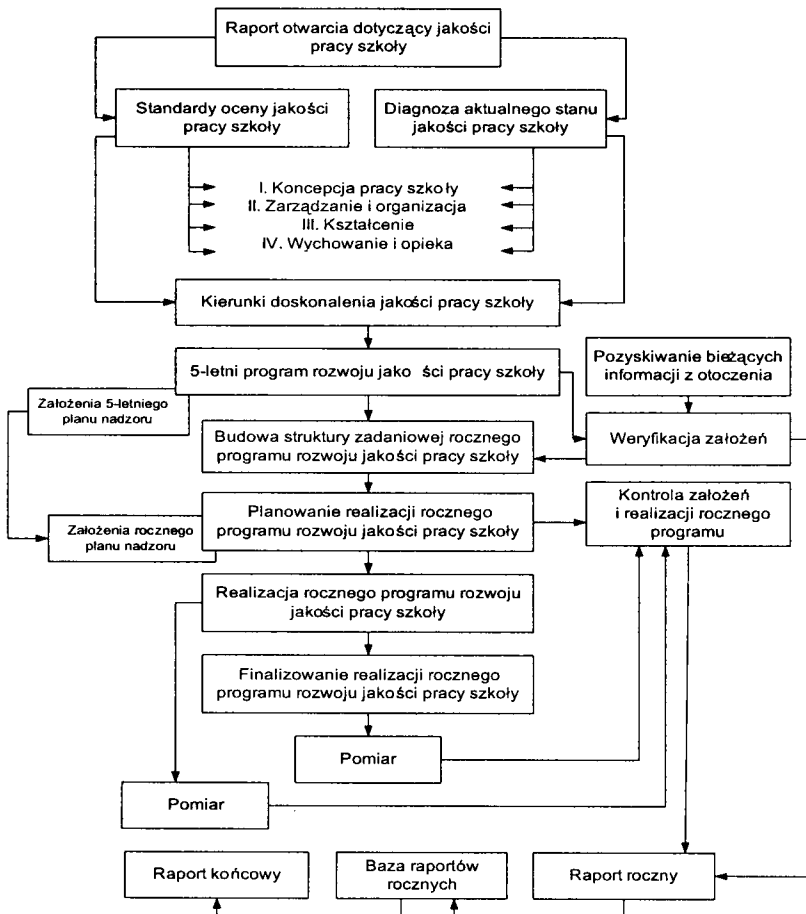 Raport otwarcia dotyczący jakości
pracy szkoły
Standardy oceny jakości
pracy szkoły
Diagnoza aktualnego stanu
jakości pracy szkoły
I. Koncepcja pracy szkoły
II. Zarządzanie i organizacja
III. Kształcenie
IV. Wychowanie i opieka
Kierunki doskonalenia jakości pracy szkoły
5-letni program rozwoju jako ści pracy szkoły
Pozyskiwanie bieżących
informacji z otoczenia
Założenia 5-letniego
planu nadzoru
Budowa struktury zadaniowej rocznego
programu rozwoju jakości pracy szkoły
Weryfikacja założeń
Założenia rocznego
planu nadzoru
Planowanie realizacji rocznego
programu rozwoju jakości pracy szkoły
Kontrola założeń
i realizacji rocznego
programu
Realizacja rocznego programu rozwoju
jakości pracy szkoły
Finalizowanie realizacji rocznego
programu rozwoju jakości pracy szkoły
Pomiar
Pomiar
Raport końcowy
Baza raportów
rocznych
Raport roczny